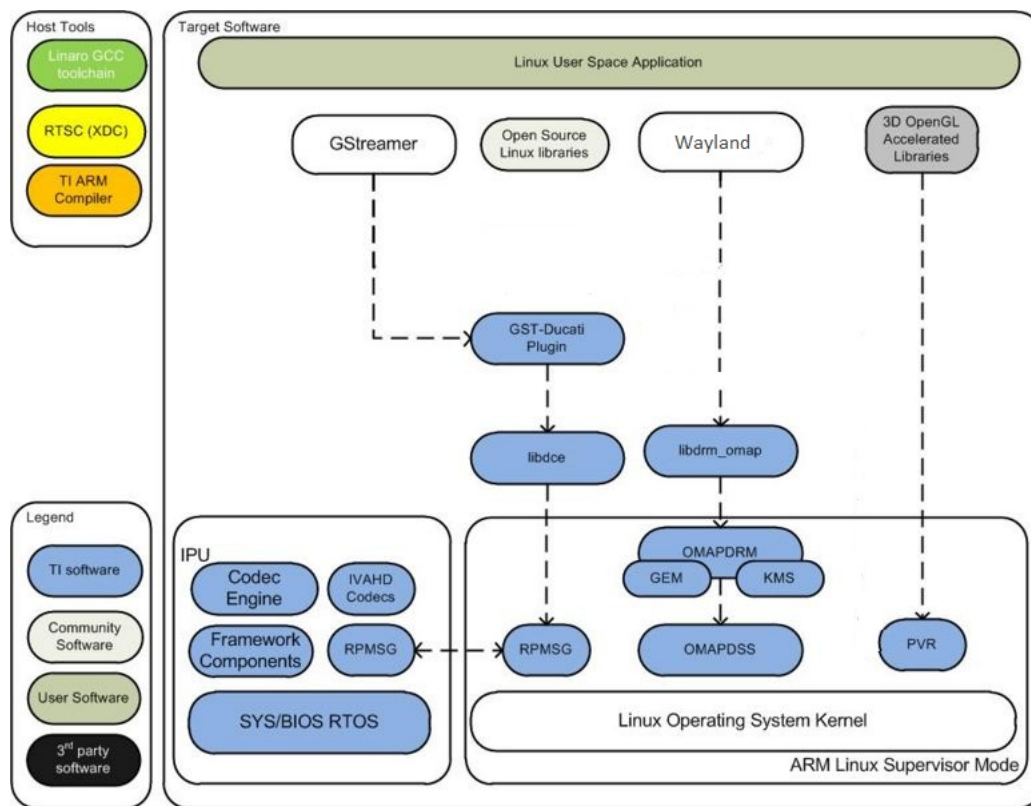 Host Tools
Linaro GCC
toolchain
RTSC (XDC)
TI ARM
Compiler
Target Software
Linux User Space Application
GStreamer
Open Source
Linux libraries
Wayland
3D OpenGL
Accelerated
Libraries
GST-Ducati
Plugin
libdce
libdrm_omap
Legend
TI software
Community
Software
User Software
3rd party
software
IPU
Codec
Engine
IVAHD
Codecs
Framework
Components
RPMSG
SYS/BIOS RTOS
OMAPDRM
GEM
KMS
RPMSG
OMAPDSS
PVR
Linux Operating System Kernel
ARM Linux Supervisor Mode